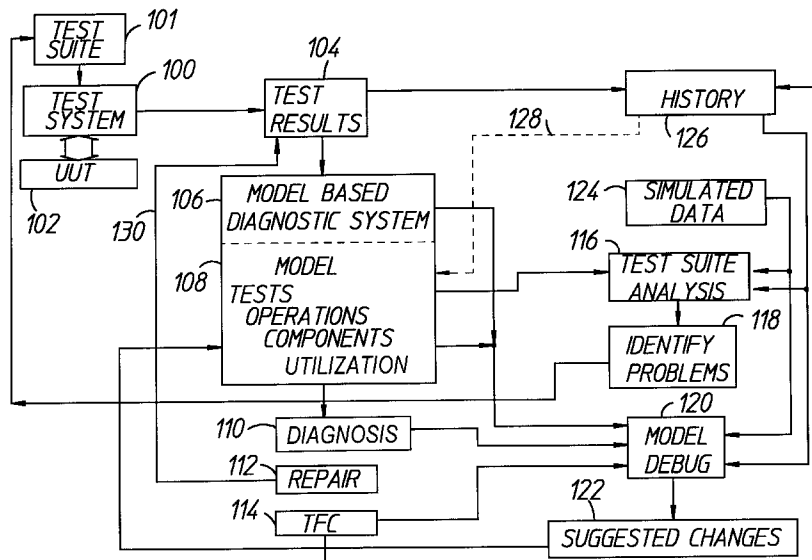 TEST
SUITE
101
TEST
SYSTEM
100
UUT
102
104
TEST
RESULTS
HISTORY
126
128
130
106
MODEL BASED
DIAGNOSTIC SYSTEM
108
MODEL
TESTS
OPERATIONS
COMPONENTS
UTILIZATION
124
SIMULATED
DATA
116
TEST SUITE
ANALYSIS
118
IDENTIFY
PROBLEMS
110
DIAGNOSIS
120
MODEL
DEBUG
112
REPAIR
114
TFC
122
SUGGESTED CHANGES